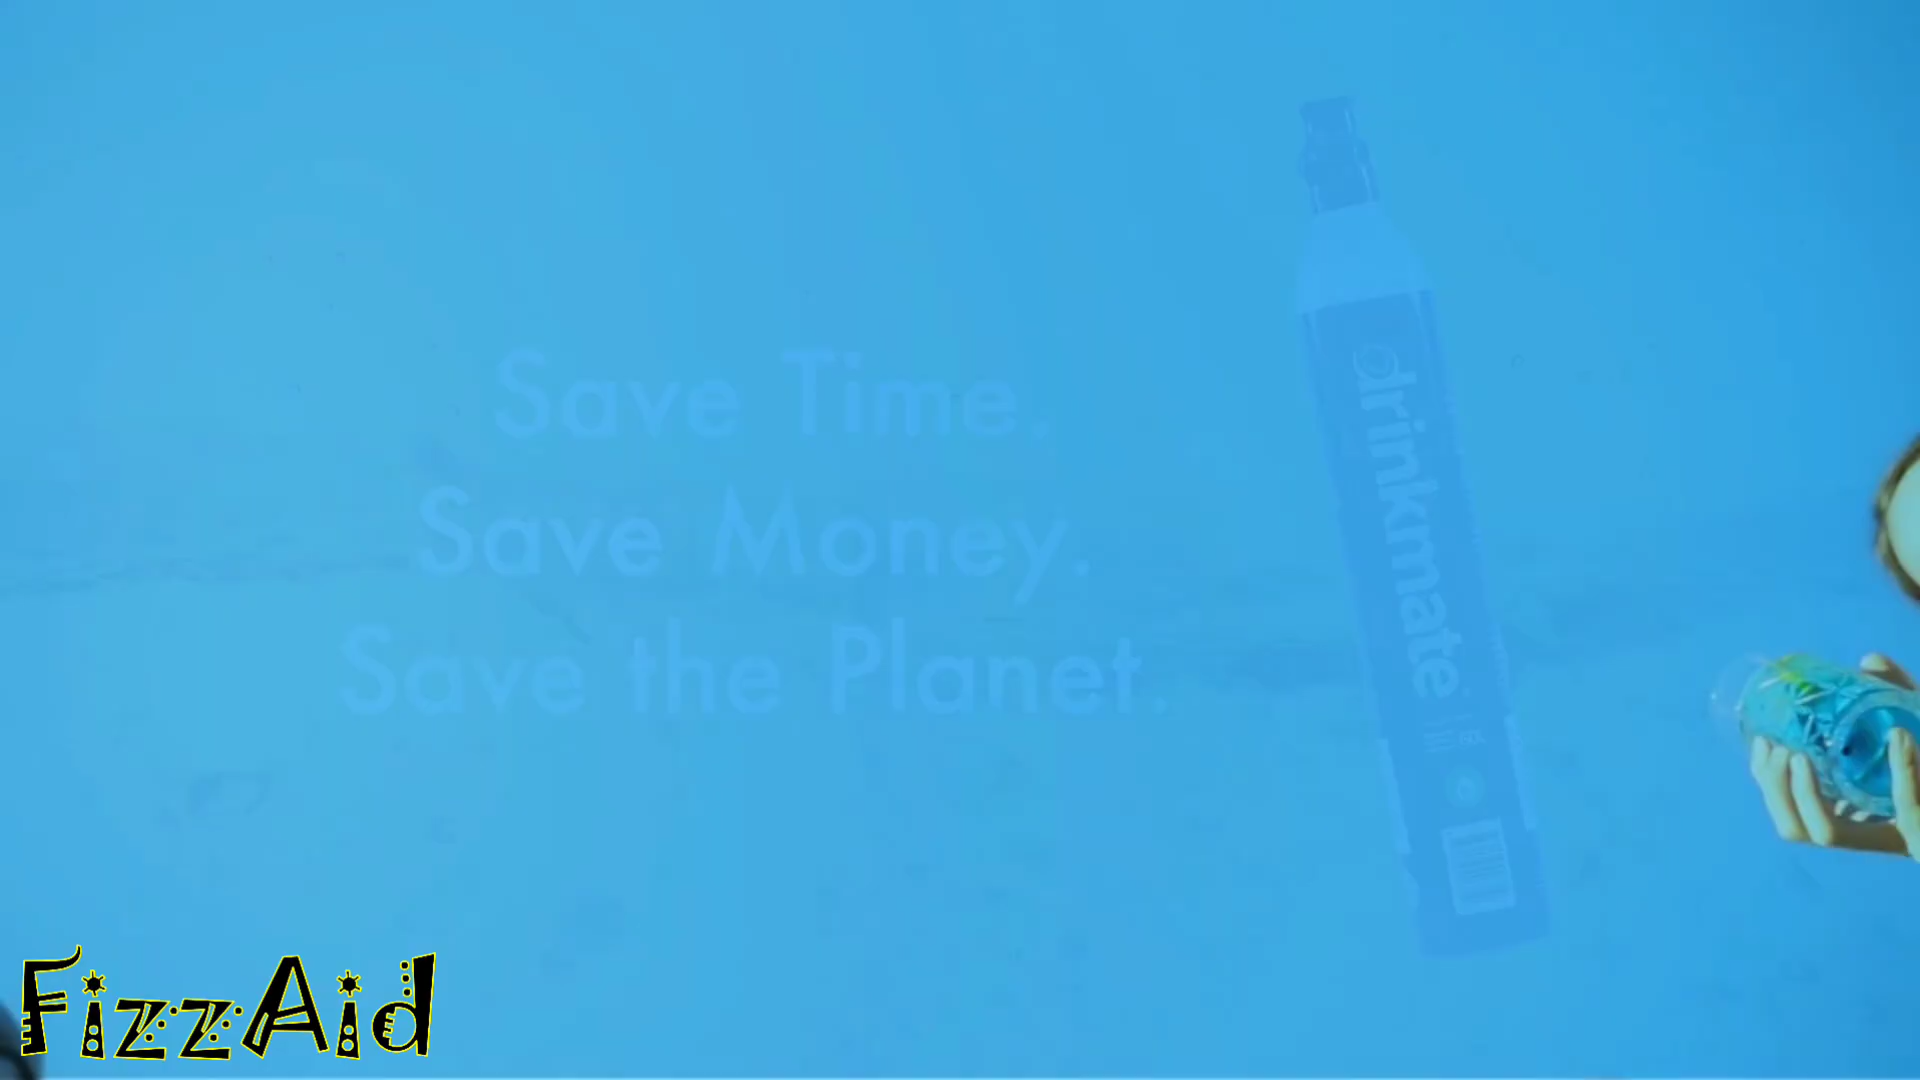 Save Time.
Save Money.
Save the Planet.
drinkmate
FizzAid